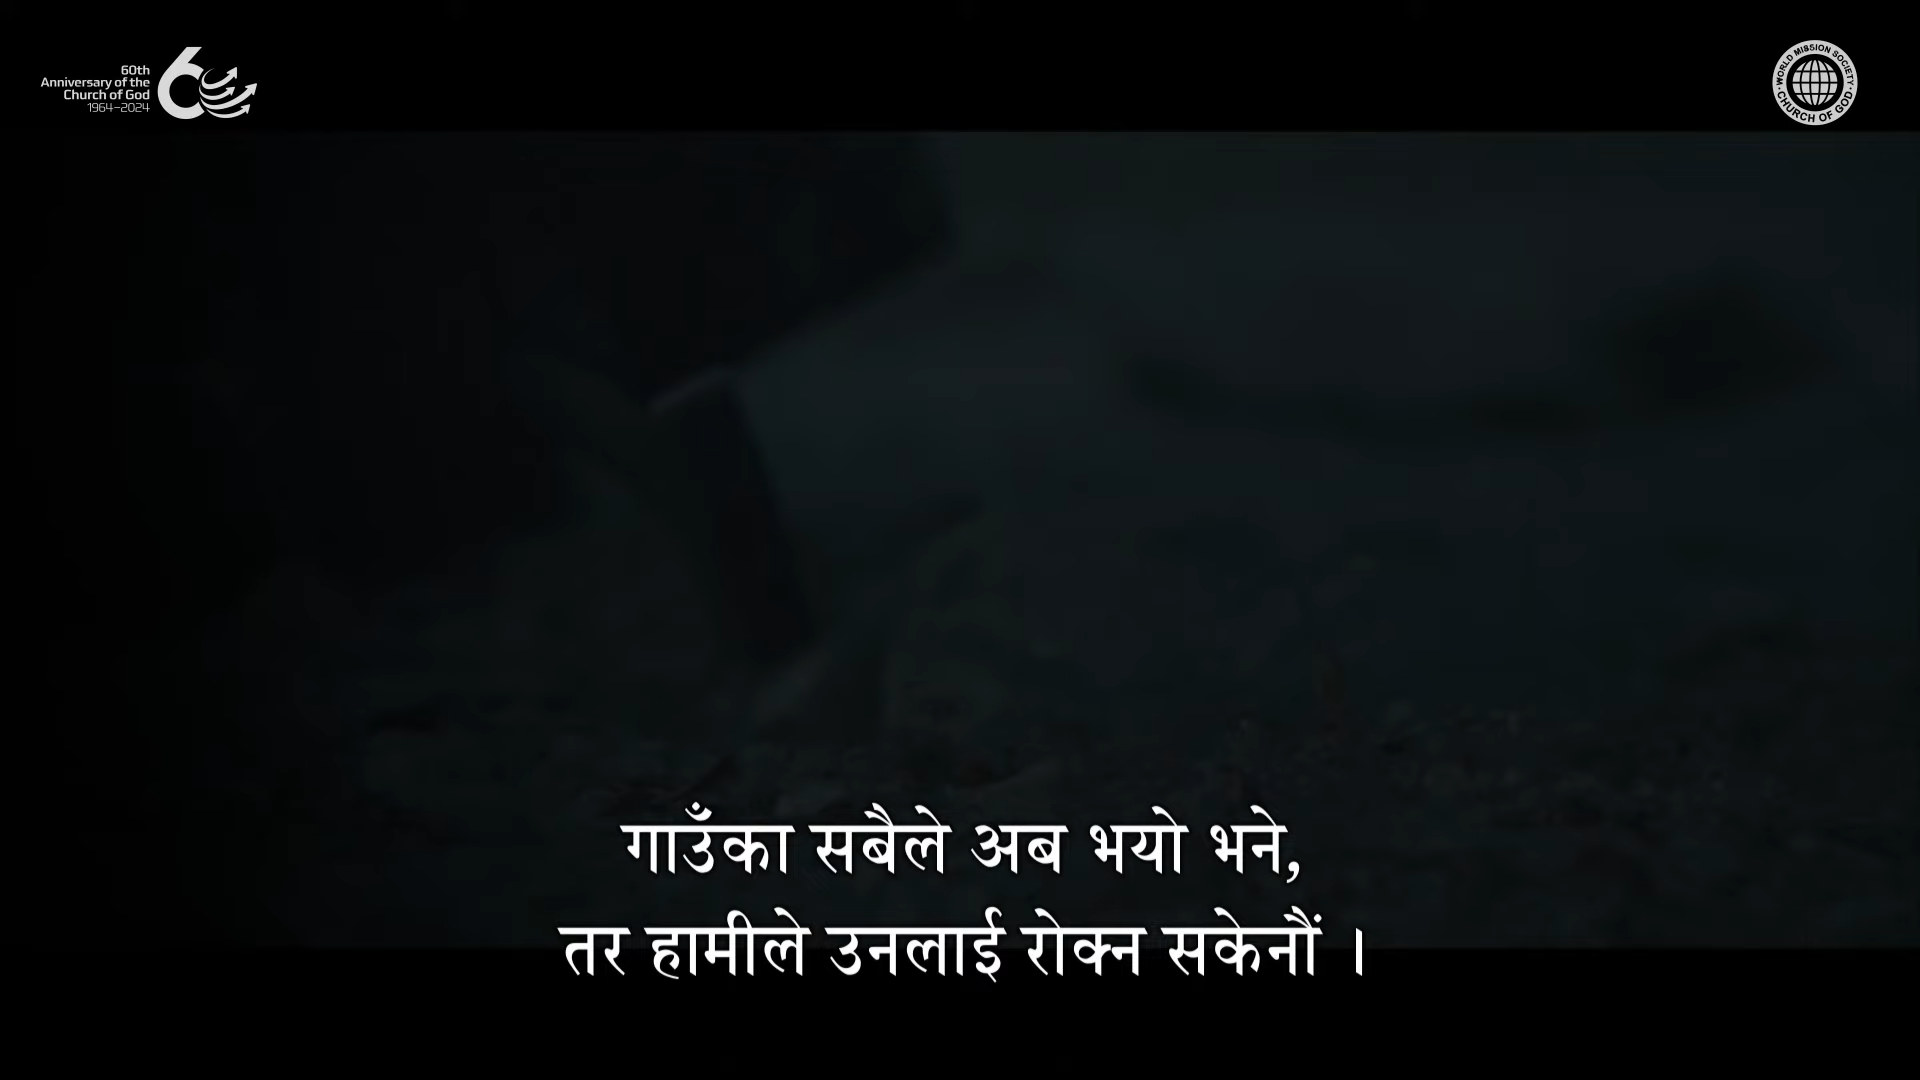 60th
Anniversary of the
Church of God
1964–2024
WORLD MISSION SOCIETY
CHURCH OF GOD
गाउँका सबैले अब भयो भने,
तर हामीले उनलाई रोक्न सकेनौं ।